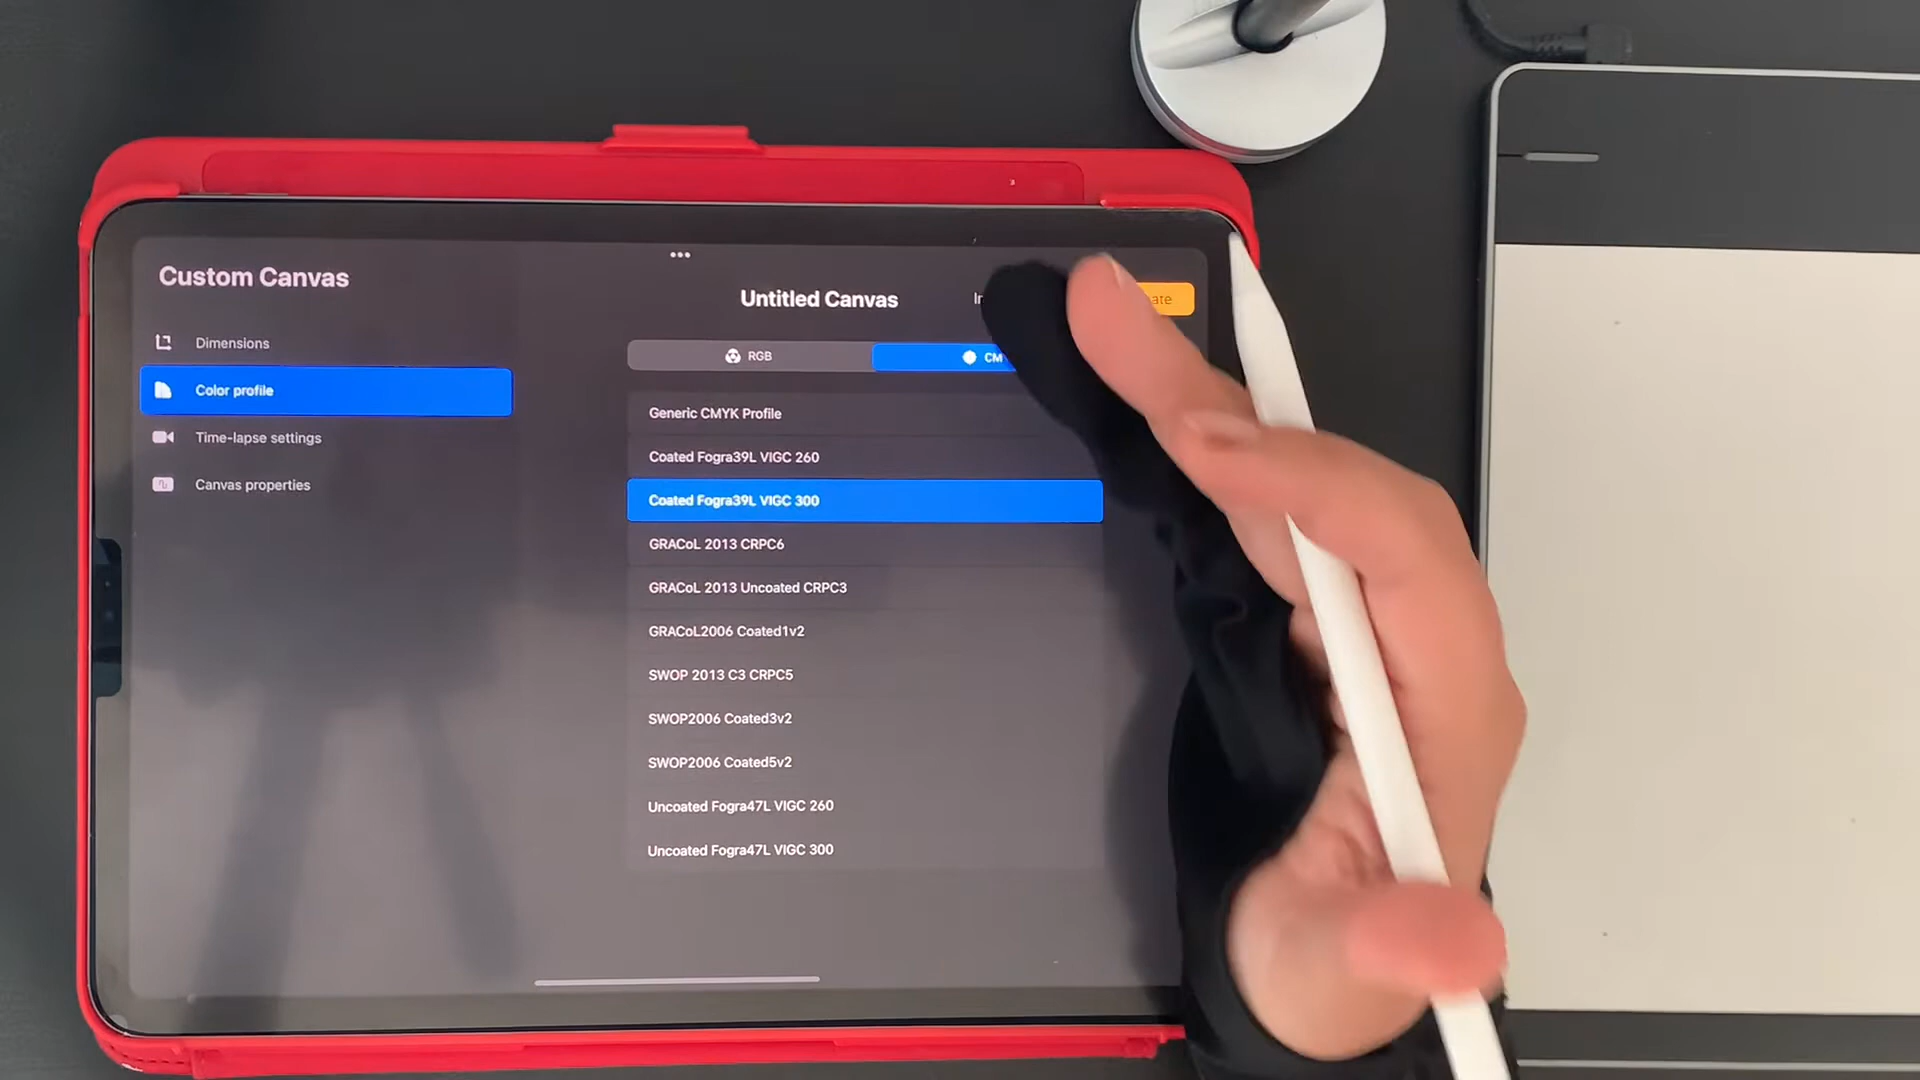 Custom Canvas
Untitled Canvas
Dimensions
Color profile
Time-lapse settings
Canvas properties
RGB
Generic CMYK Profile
Coated Fogra39L VIGC 260
Coated Fogra39L VIGC 300
GRACoL 2013 CRPC6
GRACoL 2013 Uncoated CRPC3
GRACoL2006 Coated1v2
SWOP 2013 C3 CRPC5
SWOP2006 Coated3v2
SWOP2006 Coated5v2
Uncoated Fogra47L VIGC 260
Uncoated Fogra47L VIGC 300